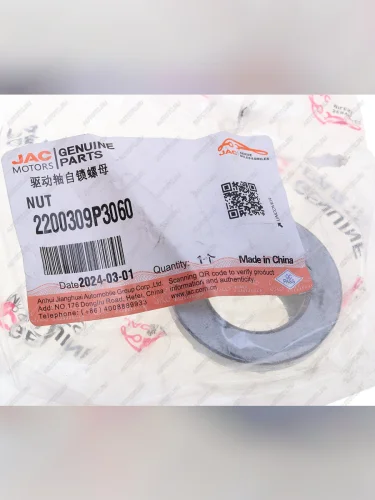 JAC
MOTORS
GENUINE
PARTS
JAC
驱动轴自锁螺母
NUT
2200309P3060
Quantity: 1个
Made in China
Date2024-03-01
Scanning QR code to verify product
information and authenticity.
www.jac.com.cn
Anhui Jianghuai Automobile Group Corp.,Ltd.
Add. NO.176 Dongliu Road, Hefei, China
Telephone: (+86) 4008889933